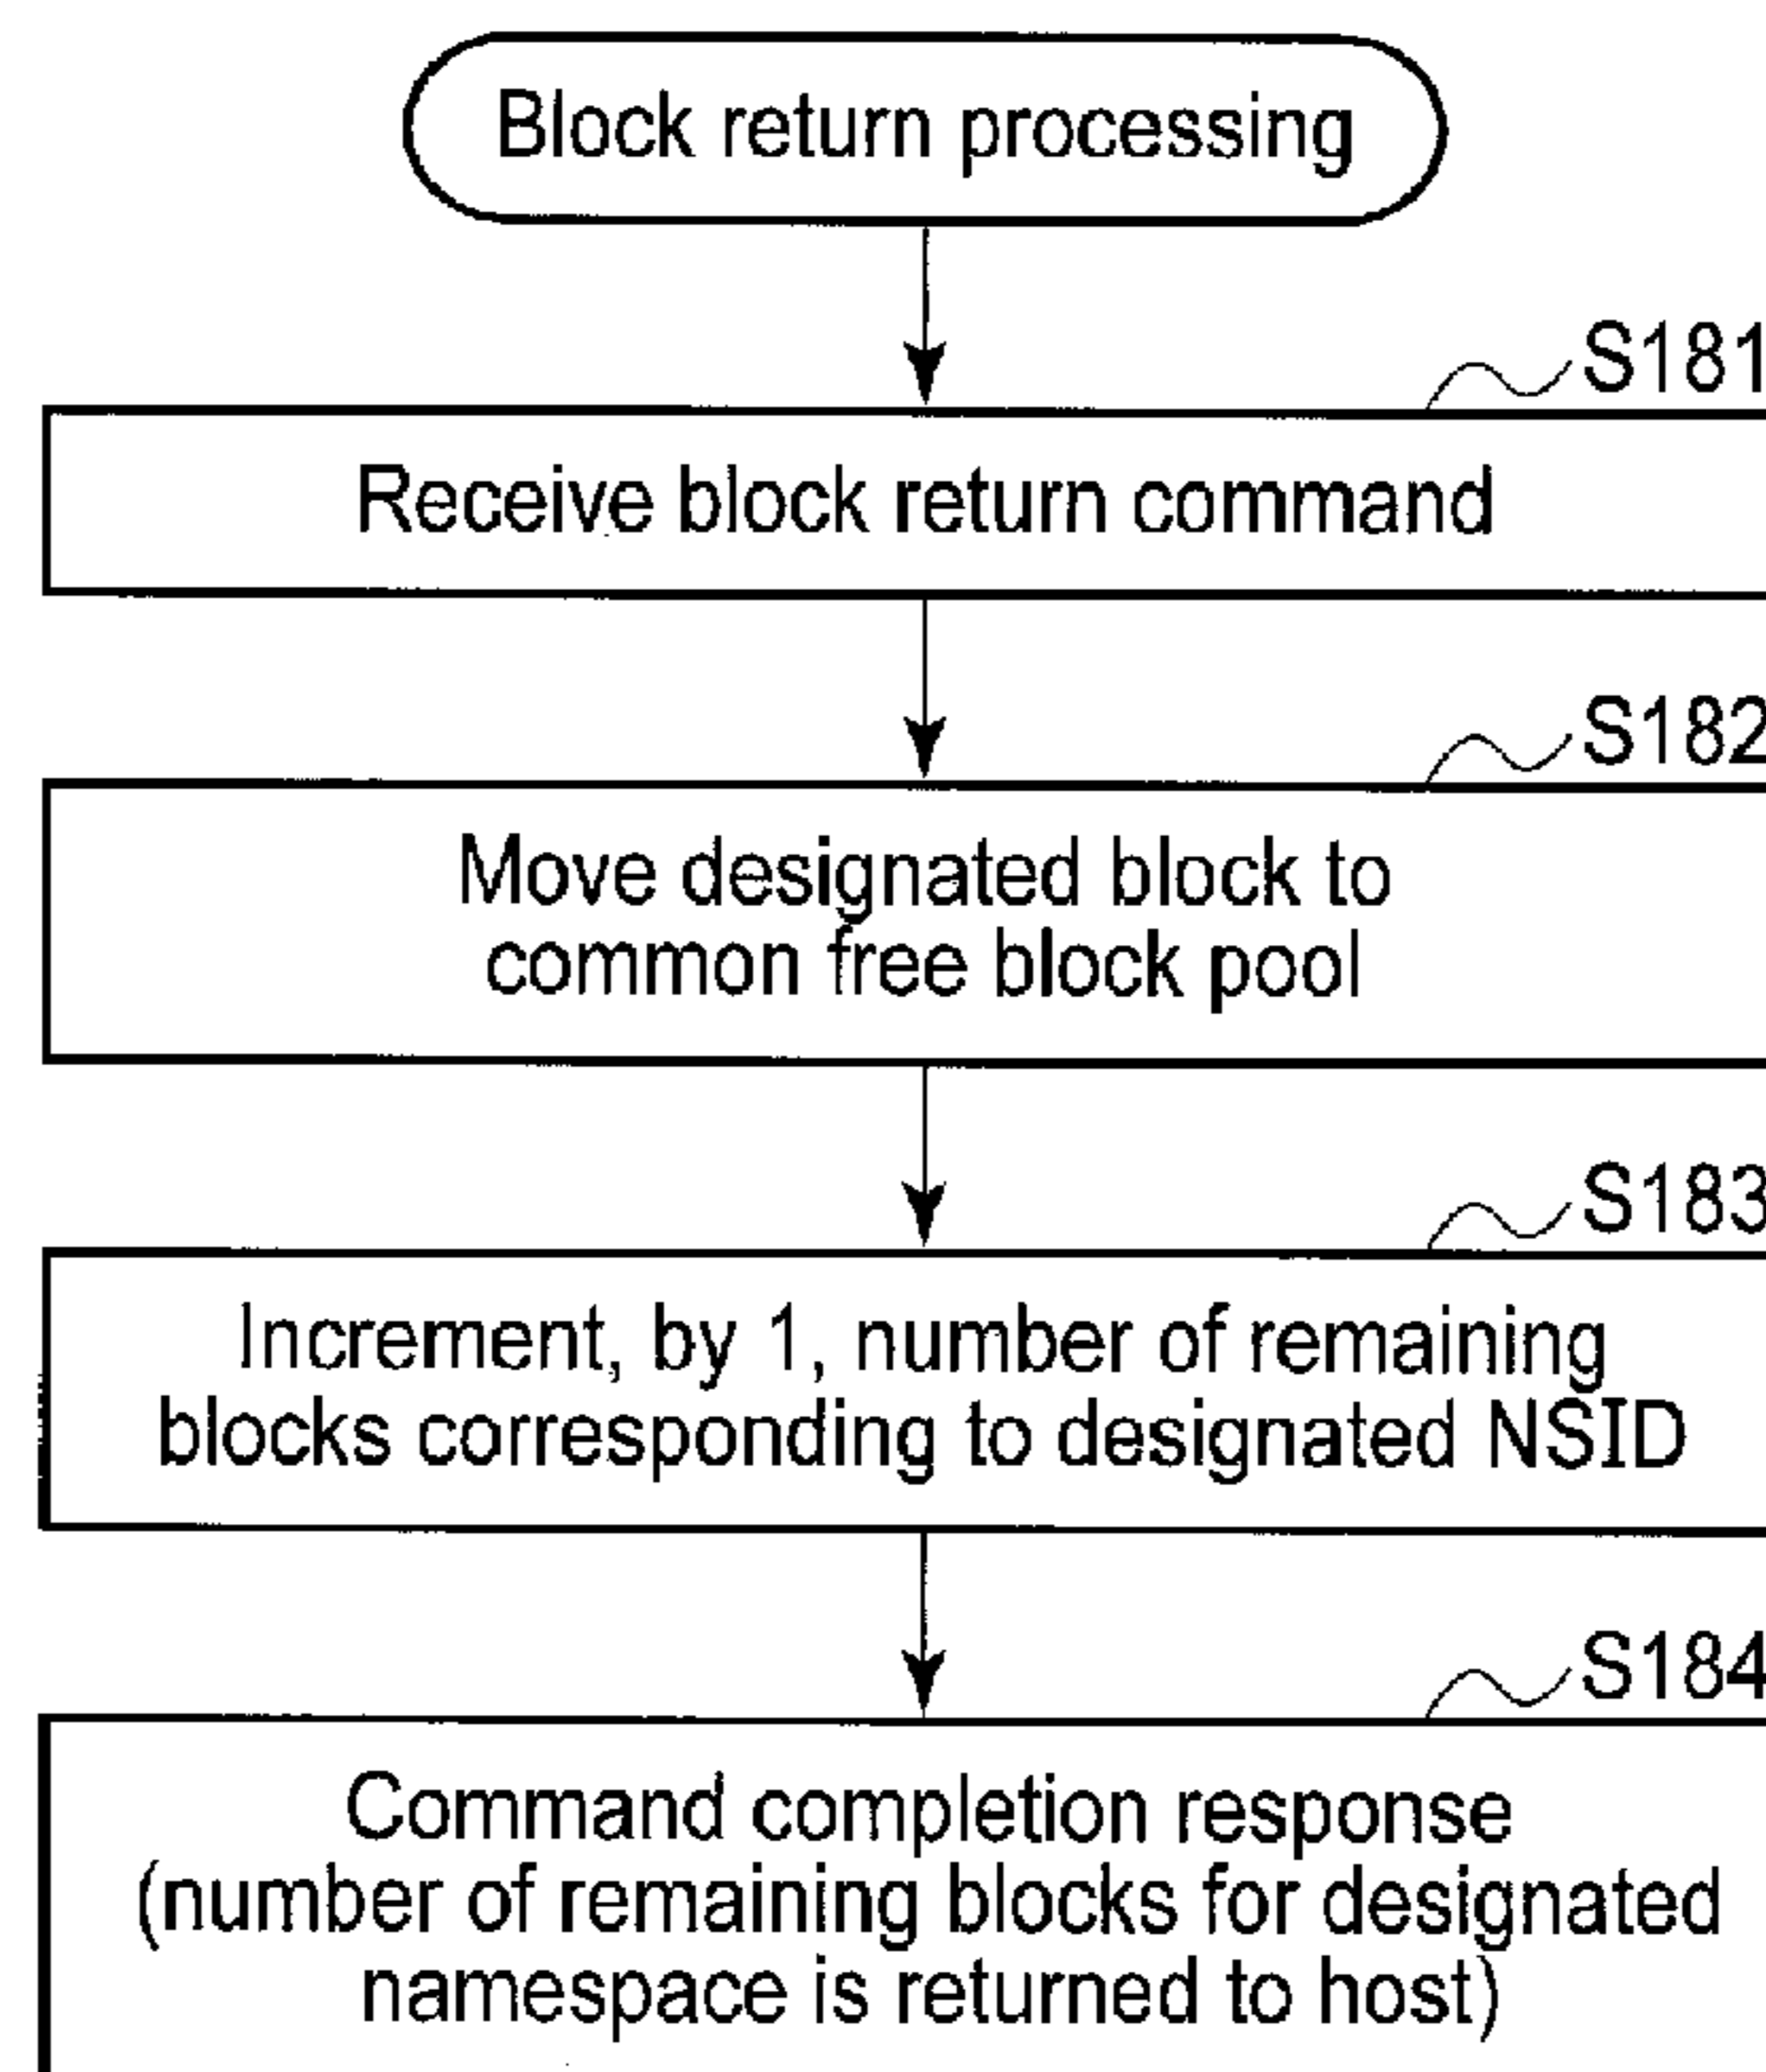 Block return processing
S181
Receive block return command
S182
Move designated block to
common free block pool
S183
Increment, by 1, number of remaining
blocks corresponding to designated NSID
S184
Command completion response
(number of remaining blocks for designated
namespace is returned to host)